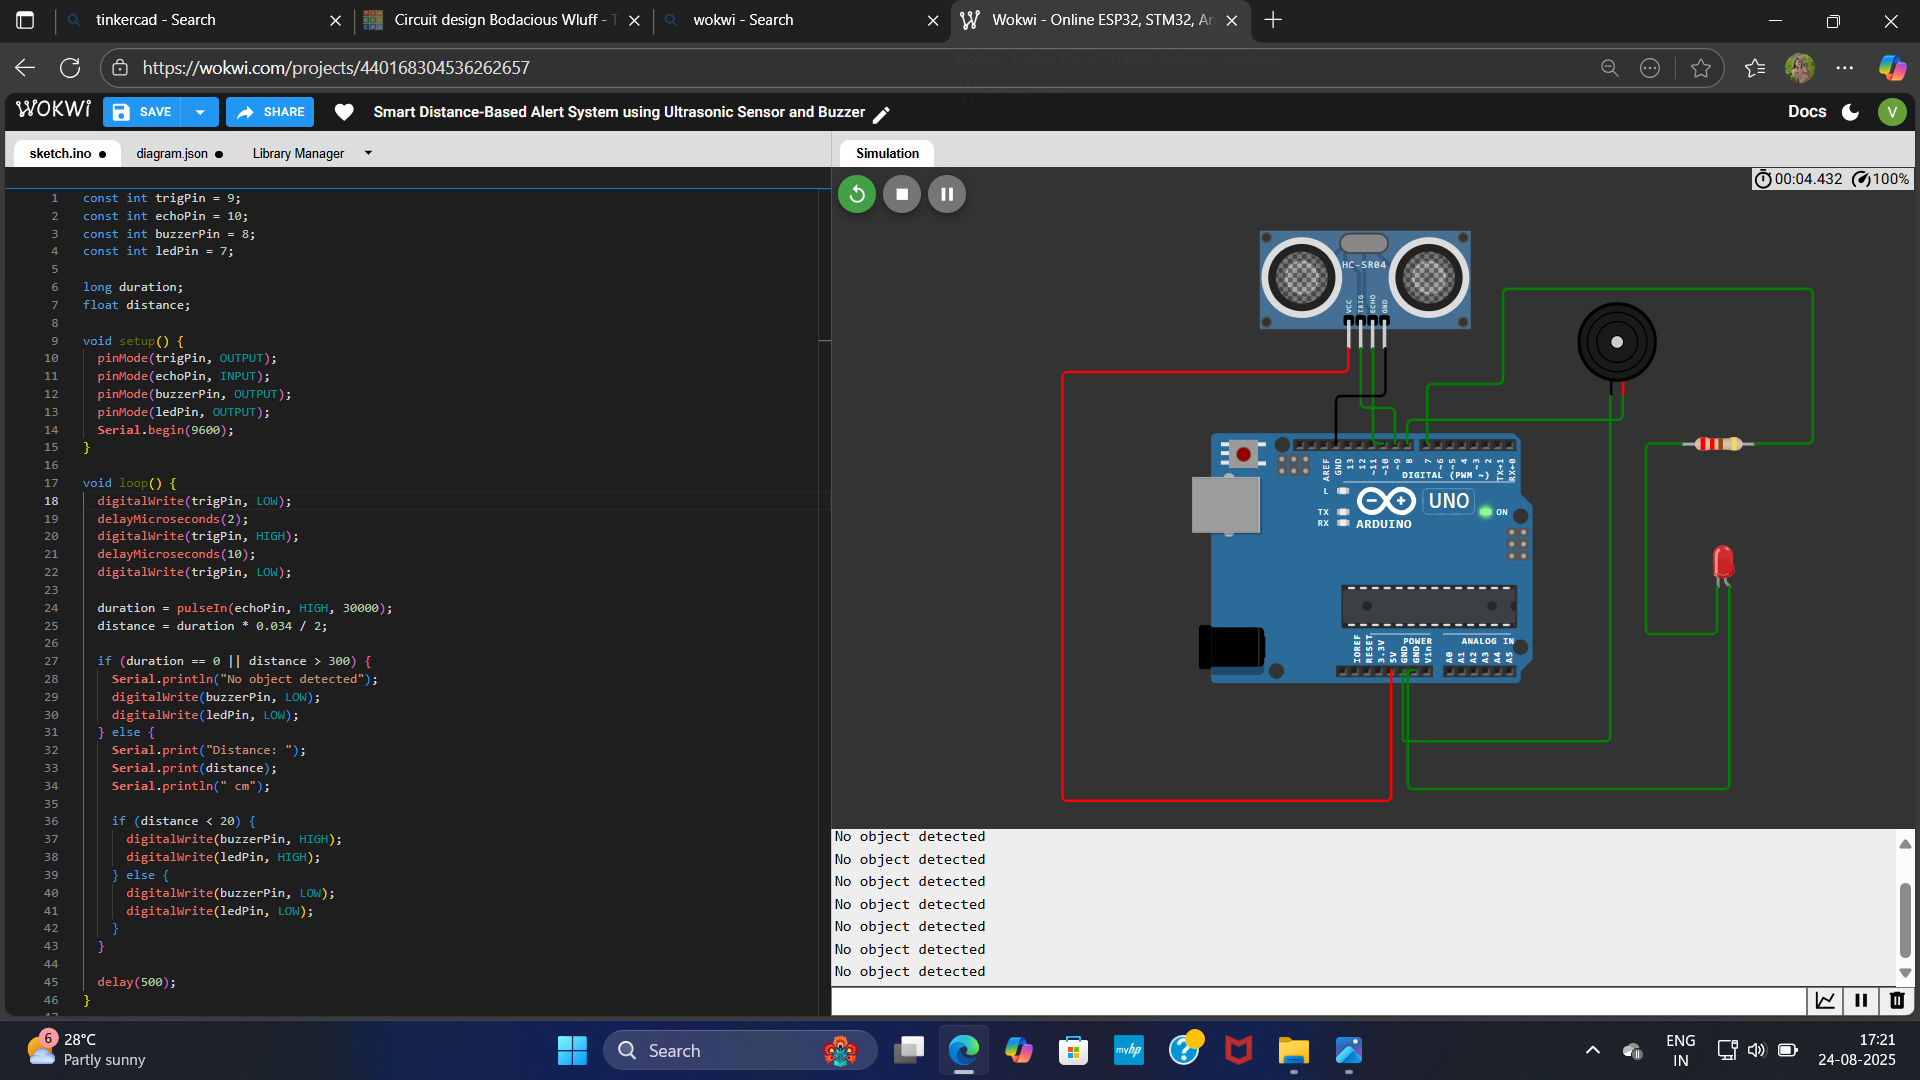 tinkercad - Search
Circuit design Bodacious Wluff - T
wokwi - Search
Wokwi - Online ESP32, STM32, Ar
https://wokwi.com/projects/440168304536262657
WOKWI
SAVE
SHARE
Smart Distance-Based Alert System using Ultrasonic Sensor and Buzzer
Docs
V
sketch.ino
diagram.json
Library Manager
Simulation
00:04.432
100%
1 const int trigPin = 9;
2 const int echoPin = 10;
3 const int buzzerPin = 8;
4 const int ledPin = 7;
5
6 long duration;
7 float distance;
8
9 void setup() {
10 pinMode(trigPin, OUTPUT);
11 pinMode(echoPin, INPUT);
12 pinMode(buzzerPin, OUTPUT);
13 pinMode(ledPin, OUTPUT);
14 Serial.begin(9600);
15 }
16
17 void loop() {
18 digitalWrite(trigPin, LOW);
19 delayMicroseconds(2);
20 digitalWrite(trigPin, HIGH);
21 delayMicroseconds(10);
22 digitalWrite(trigPin, LOW);
23
24 duration = pulseIn(echoPin, HIGH, 30000);
25 distance = duration * 0.034 / 2;
26
27 if (duration == 0 || distance > 300) {
28 Serial.println("No object detected");
29 digitalWrite(buzzerPin, LOW);
30 digitalWrite(ledPin, LOW);
31 } else {
32 Serial.print("Distance: ");
33 Serial.print(distance);
34 Serial.println(" cm");
35
36 if (distance < 20) {
37 digitalWrite(buzzerPin, HIGH);
38 digitalWrite(ledPin, HIGH);
39 } else {
40 digitalWrite(buzzerPin, LOW);
41 digitalWrite(ledPin, LOW);
42 }
43 }
44
45 delay(500);
46 }
HC-SR04
VCC
TRIG
ECHO
GND
AREF
GND
13
12
~11
~10
~9
8
7
~6
~5
4
~3
2
TX→1
RX←0
DIGITAL (PWM ~)
L
TX
RX
UNO
ON
ARDUINO
IOREF
RESET
3.3V
5V
GND
GND
Vin
POWER
ANALOG IN
A0
A1
A2
A3
A4
A5
No object detected
No object detected
No object detected
No object detected
No object detected
No object detected
No object detected
6
28°C
Partly sunny
Search
myhp
ENG
IN
17:21
24-08-2025